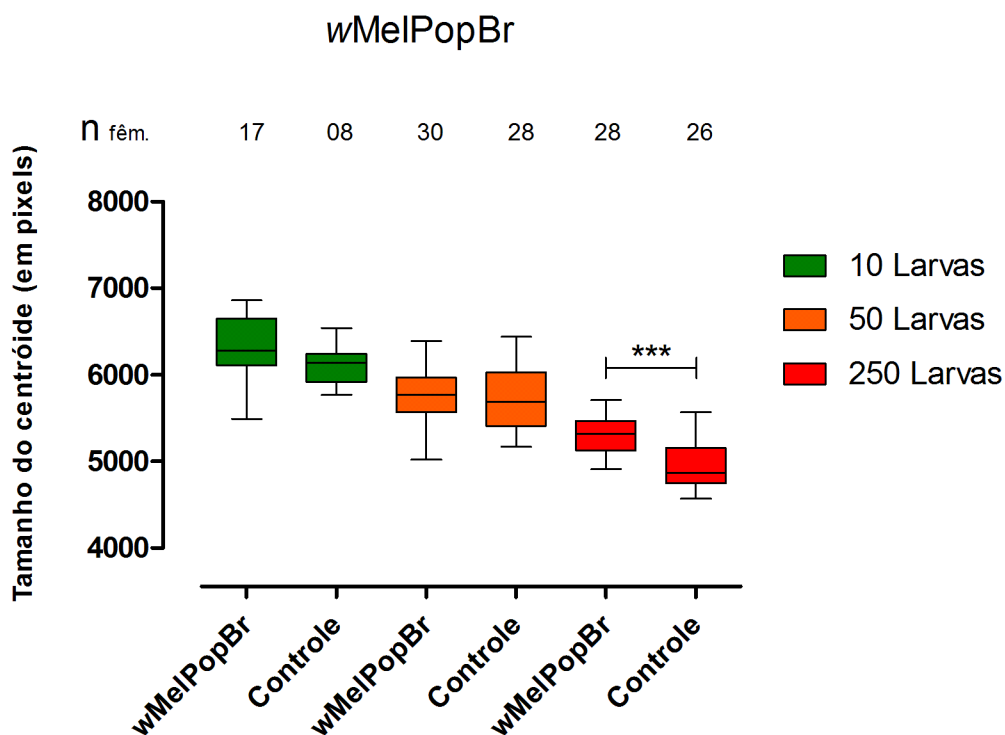 wMelPopBr
n fêm. 17 08 30 28 28 26
Tamanho do centróide (em pixels)
8000
7000
6000
5000
4000
***
10 Larvas
50 Larvas
250 Larvas
wMelPopBr
Controle
wMelPopBr
Controle
wMelPopBr
Controle